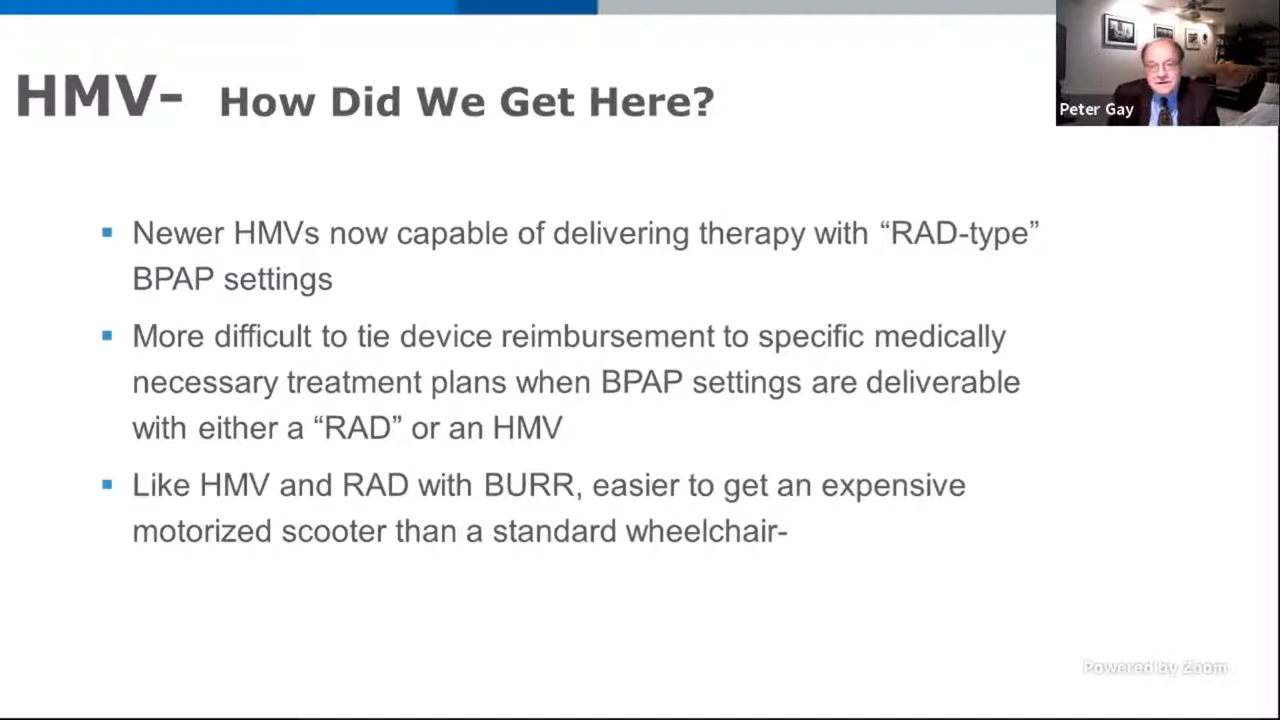 HMV- How Did We Get Here?
Peter Gay
▪ Newer HMVs now capable of delivering therapy with “RAD-type”
BPAP settings
▪ More difficult to tie device reimbursement to specific medically
necessary treatment plans when BPAP settings are deliverable
with either a “RAD” or an HMV
▪ Like HMV and RAD with BURR, easier to get an expensive
motorized scooter than a standard wheelchair-
Powered by Zoom